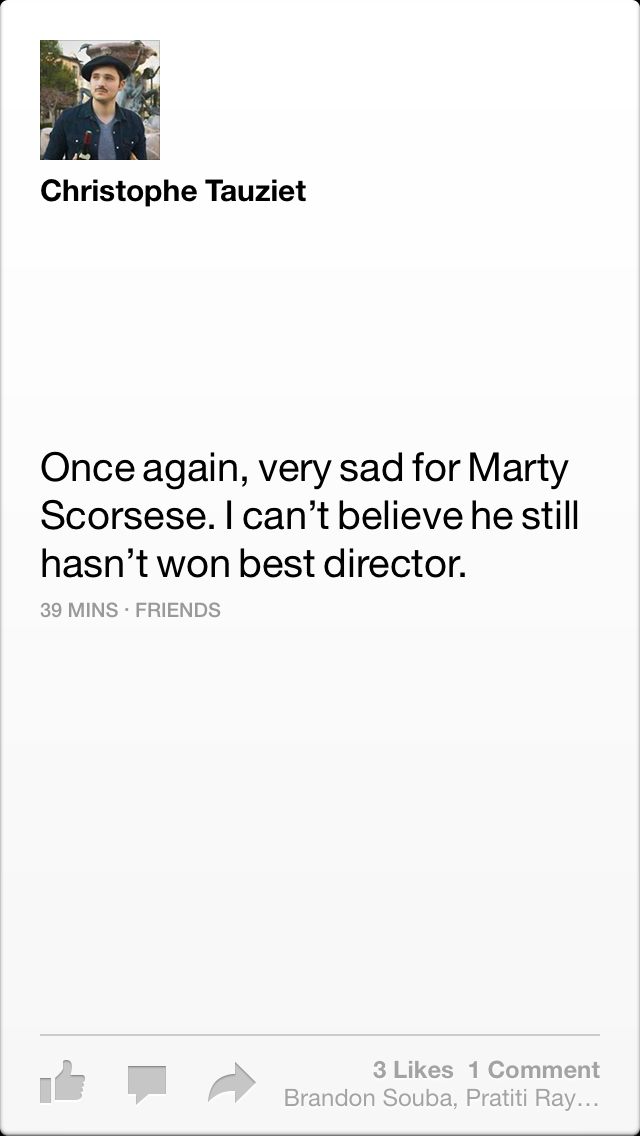 Christophe Tauziet
Once again, very sad for Marty
Scorsese. I can’t believe he still
hasn’t won best director.
39 MINS · FRIENDS
3 Likes 1 Comment
Brandon Souba, Pratiti Ray…